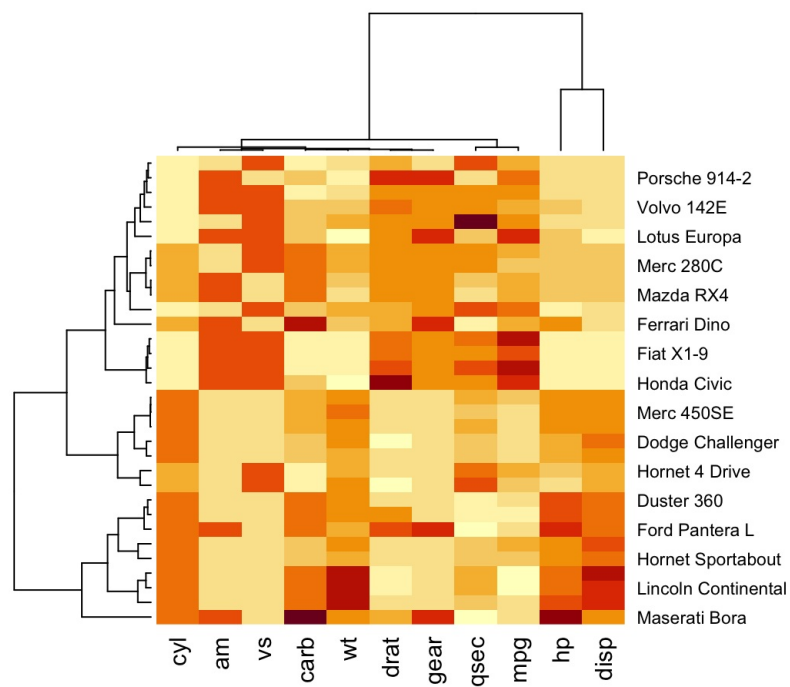 Porsche 914-2
Volvo 142E
Lotus Europa
Merc 280C
Mazda RX4
Ferrari Dino
Fiat X1-9
Honda Civic
Merc 450SE
Dodge Challenger
Hornet 4 Drive
Duster 360
Ford Pantera L
Hornet Sportabout
Lincoln Continental
Maserati Bora
cyl am vs carb wt drat gear qsec mpg hp disp